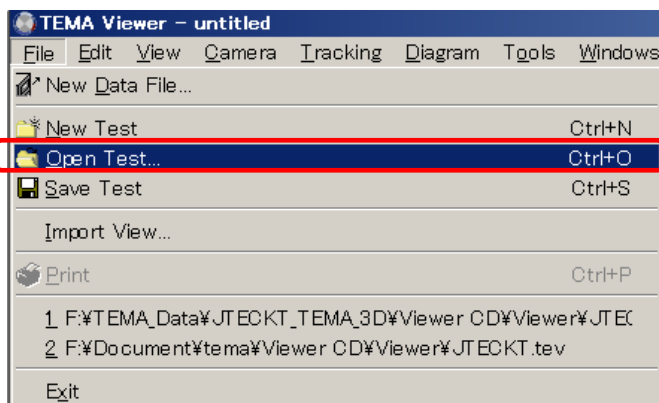 TEMA Viewer - untitled
File Edit View Camera Tracking Diagram Tools Windows
New Data File...
New Test Ctrl+N
Open Test... Ctrl+O
Save Test Ctrl+S
Import View...
Print Ctrl+P
1 F:¥TEMA_Data¥JTECKT_TEMA_3D¥Viewer CD¥Viewer¥JTEC
2 F:¥Document¥tema¥Viewer CD¥Viewer¥JTECKT.tev
Exit